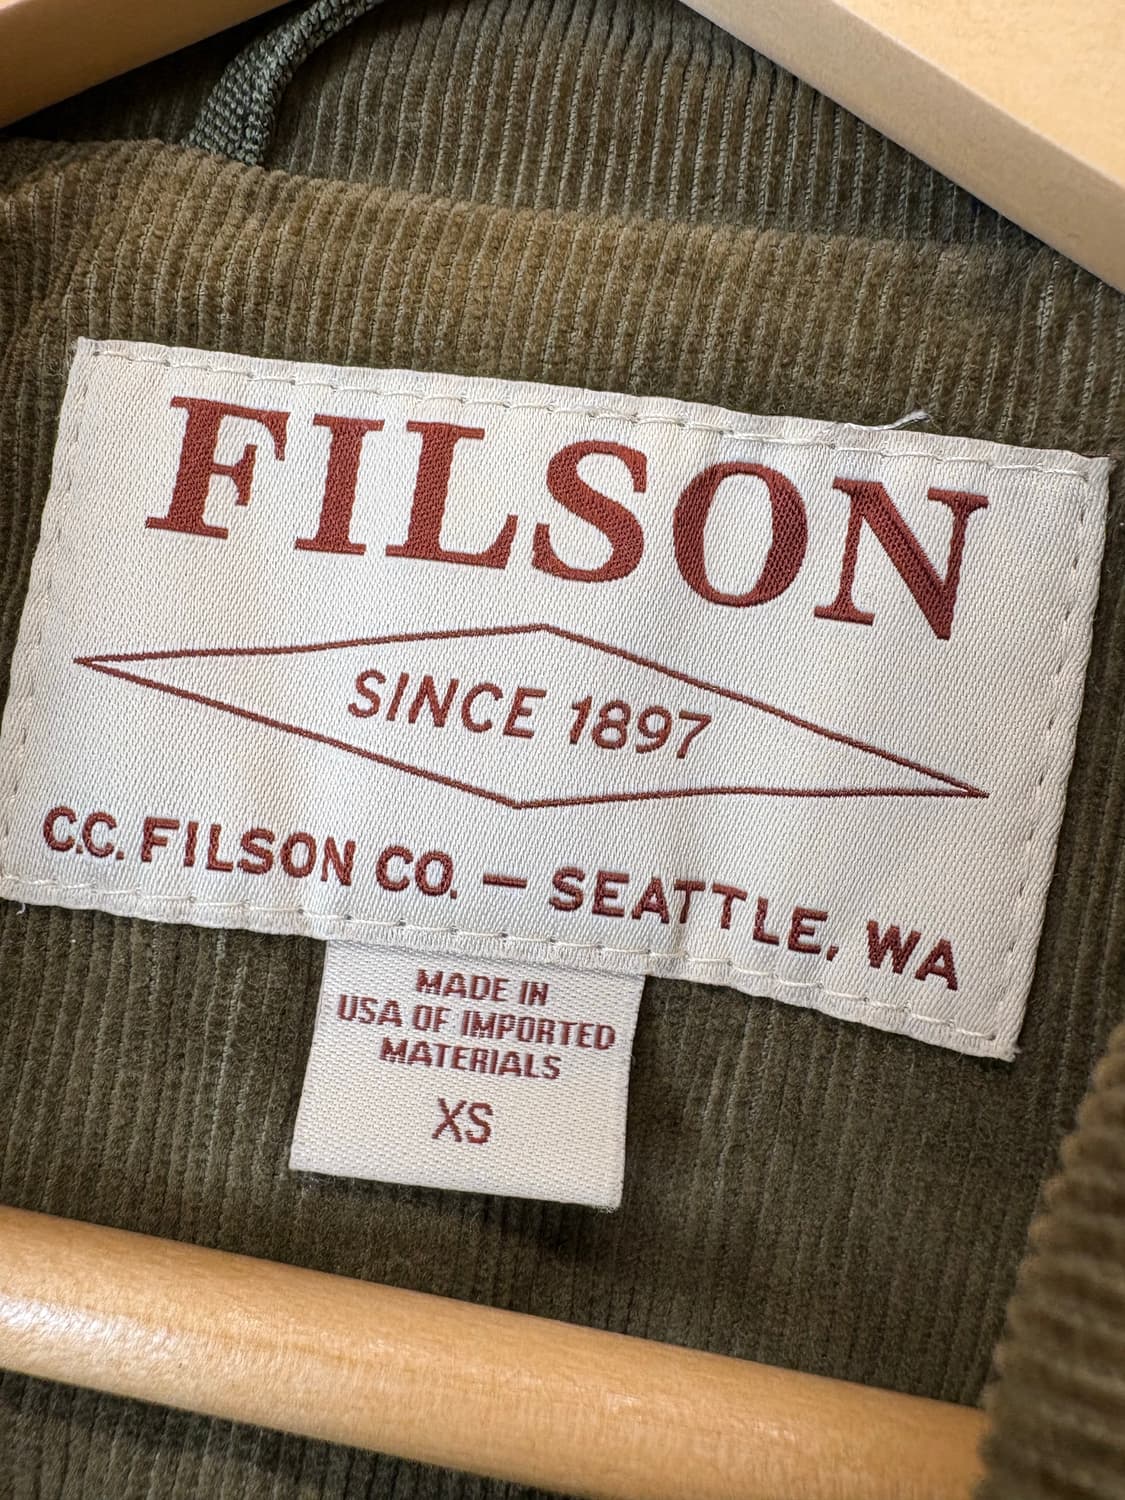 FILSON
SINCE 1897
C.C. FILSON CO. — SEATTLE, WA
MADE IN
USA OF IMPORTED
MATERIALS
XS